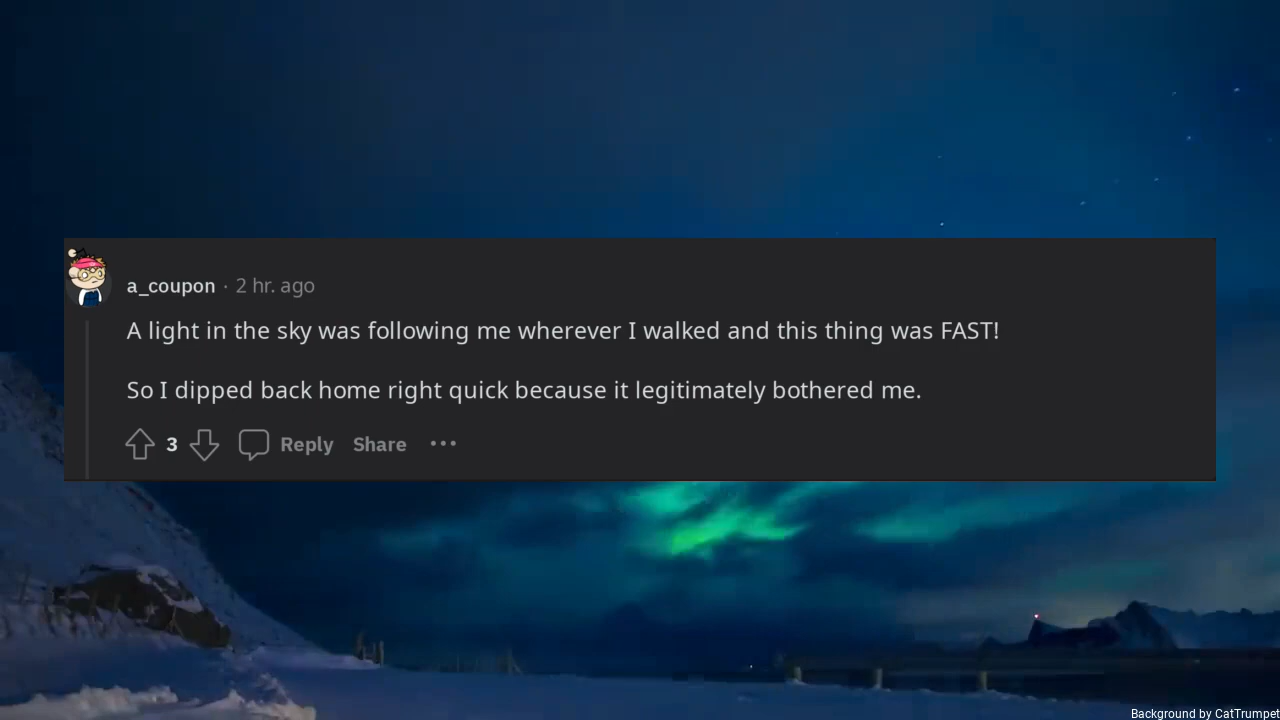 a_coupon · 2 hr. ago
A light in the sky was following me wherever I walked and this thing was FAST!
So I dipped back home right quick because it legitimately bothered me.
3 Reply Share ···
Background by CatTrumpet